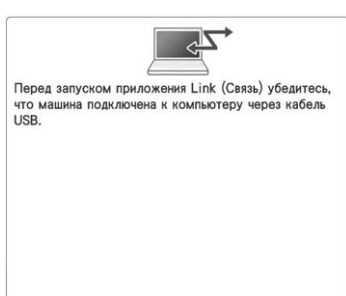 Перед запуском приложения Link (Связь) убедитесь,
что машина подключена к компьютеру через кабель
USB.